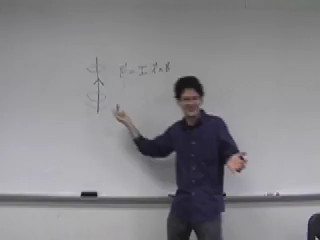 F = I l × B